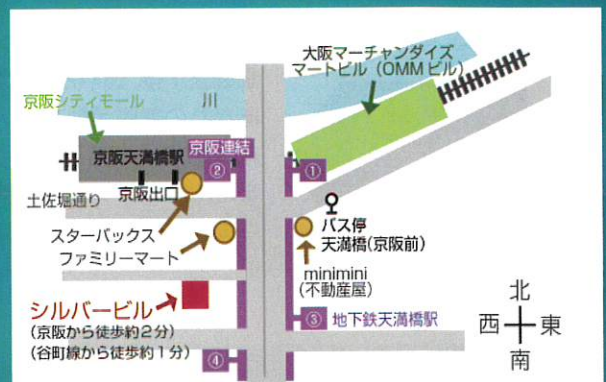 大阪マーチャンダイズ
マートビル（OMMビル）
京阪シティモール
川
京阪連結
京阪天満橋駅
②
①
京阪出口
土佐堀通り
バス停
天満橋(京阪前)
スターバックス
ファミリーマート
minimini
(不動産屋)
シルバービル
(京阪から徒歩約2分)
(谷町線から徒歩約1分)
③
地下鉄天満橋駅
④
北
西
東
南